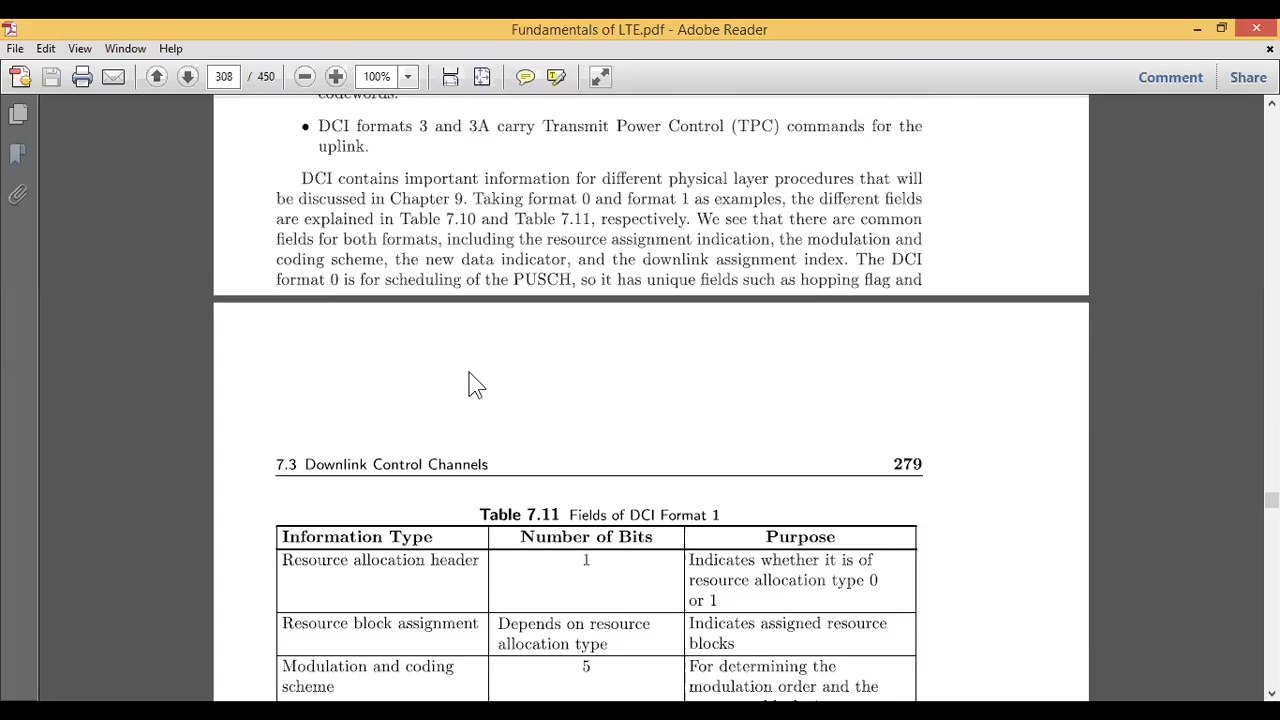 Fundamentals of LTE.pdf - Adobe Reader
File Edit View Window Help
308 / 450 100% Comment Share
codewords.
• DCI formats 3 and 3A carry Transmit Power Control (TPC) commands for the
uplink.
DCI contains important information for different physical layer procedures that will
be discussed in Chapter 9. Taking format 0 and format 1 as examples, the different fields
are explained in Table 7.10 and Table 7.11, respectively. We see that there are common
fields for both formats, including the resource assignment indication, the modulation and
coding scheme, the new data indicator, and the downlink assignment index. The DCI
format 0 is for scheduling of the PUSCH, so it has unique fields such as hopping flag and
7.3 Downlink Control Channels 279
Table 7.11 Fields of DCI Format 1
Information Type Number of Bits Purpose
Resource allocation header 1 Indicates whether it is of
resource allocation type 0
or 1
Resource block assignment Depends on resource Indicates assigned resource
allocation type blocks
Modulation and coding 5 For determining the
scheme modulation order and the